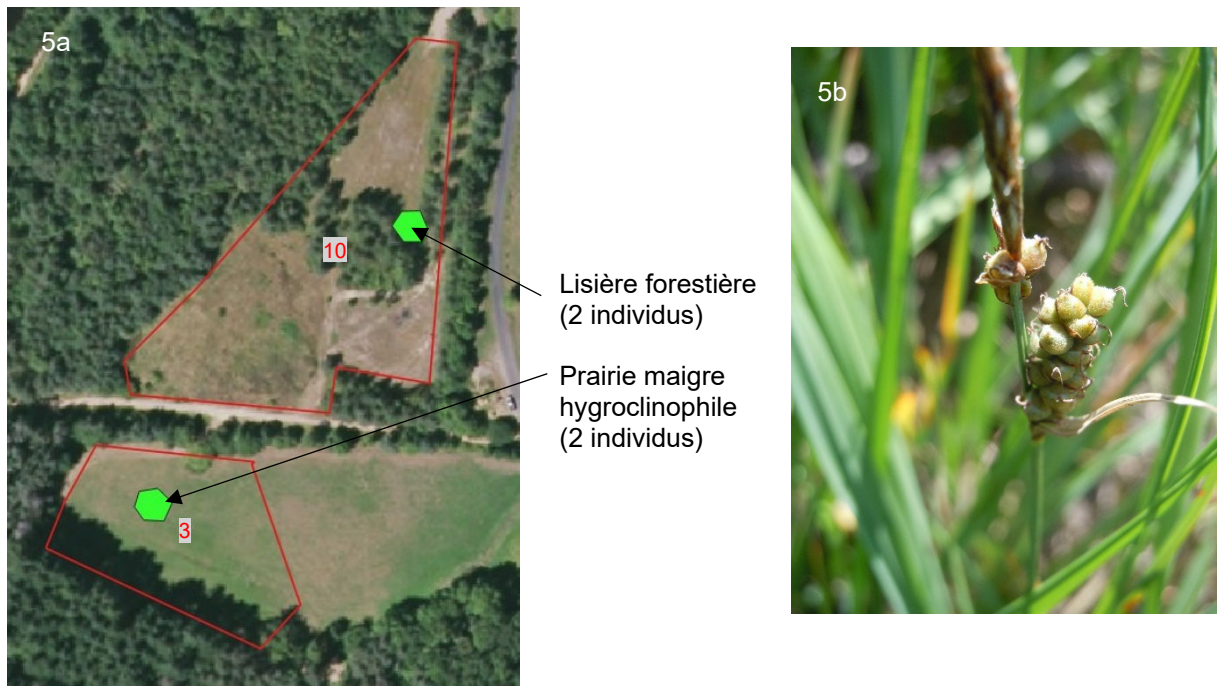 5a
10
Lisière forestière
(2 individus)
Prairie maigre
hygroclinophile
(2 individus)
3
5b